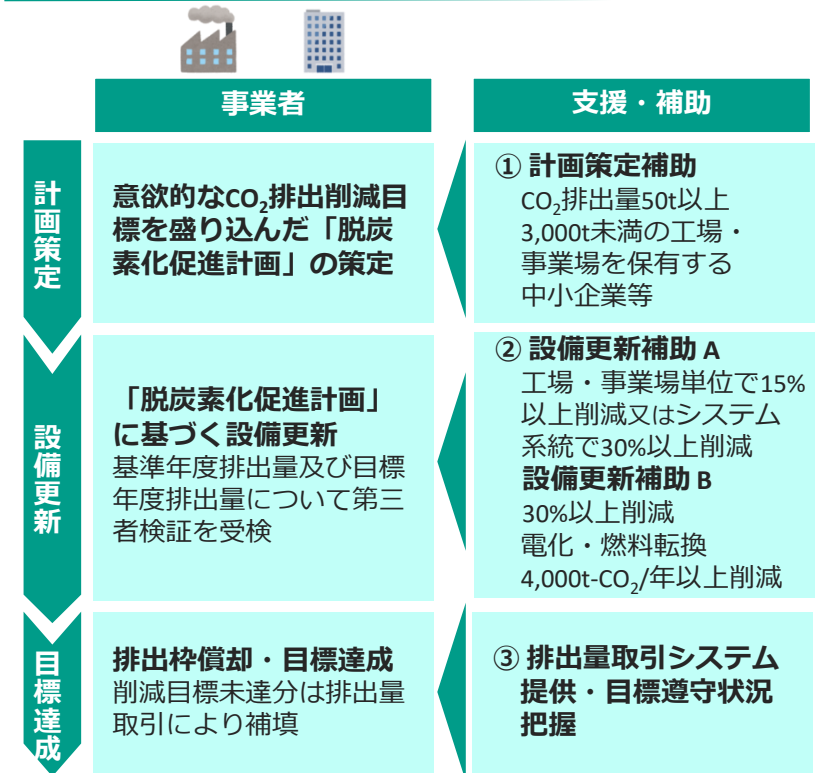 事業者
支援・補助
計画策定
意欲的なCO₂排出削減目
標を盛り込んだ「脱炭
素化促進計画」の策定
① 計画策定補助
CO₂排出量50t以上
3,000t未満の工場・
事業場を保有する
中小企業等
設備更新
「脱炭素化促進計画」
に基づく設備更新
基準年度排出量及び目標
年度排出量について第三
者検証を受検
② 設備更新補助 A
工場・事業場単位で15%
以上削減又はシステム
系統で30%以上削減
設備更新補助 B
30%以上削減
電化・燃料転換
4,000t-CO₂/年以上削減
目標達成
排出枠償却・目標達成
削減目標未達分は排出量
取引により補填
③ 排出量取引システム
提供・目標遵守状況
把握